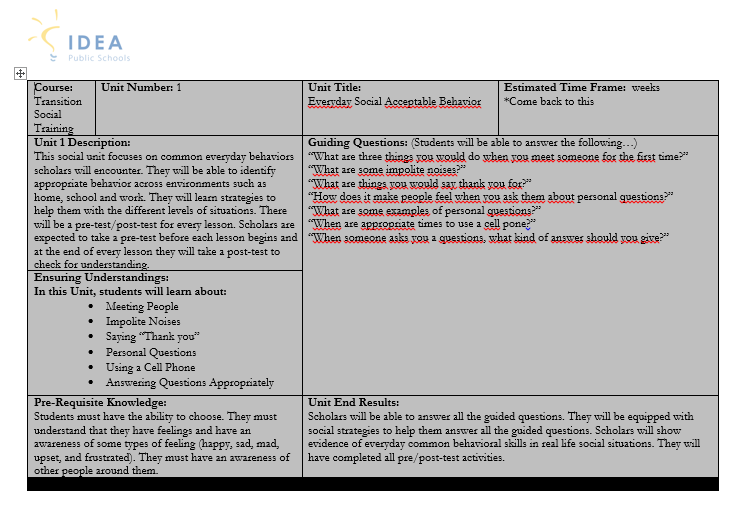 IDEA
Public Schools
Course:
Transition
Social
Training
Unit Number: 1
Unit Title:
Everyday Social Acceptable Behavior
Estimated Time Frame: weeks
*Come back to this
Unit 1 Description:
This social unit focuses on common everyday behaviors
scholars will encounter. They will be able to identify
appropriate behavior across environments such as
home, school and work. They will learn strategies to
help them with the different levels of situations. There
will be a pre-test/post-test for every lesson. Scholars are
expected to take a pre-test before each lesson begins and
at the end of every lesson they will take a post-test to
check for understanding.
Guiding Questions: (Students will be able to answer the following…)
“What are three things you would do when you meet someone for the first time?”
“What are some impolite noises?”
“What are things you would say thank you for?”
“How does it make people feel when you ask them about personal questions?”
“What are some examples of personal questions?”
“When are appropriate times to use a cell pone?”
“When someone asks you a questions, what kind of answer should you give?”
Ensuring Understandings:
In this Unit, students will learn about:
• Meeting People
• Impolite Noises
• Saying “Thank you”
• Personal Questions
• Using a Cell Phone
• Answering Questions Appropriately
Pre-Requisite Knowledge:
Students must have the ability to choose. They must
understand that they have feelings and have an
awareness of some types of feeling (happy, sad, mad,
upset, and frustrated). They must have an awareness of
other people around them.
Unit End Results:
Scholars will be able to answer all the guided questions. They will be equipped with
social strategies to help them answer all the guided questions. Scholars will show
evidence of everyday common behavioral skills in real life social situations. They will
have completed all pre/post-test activities.